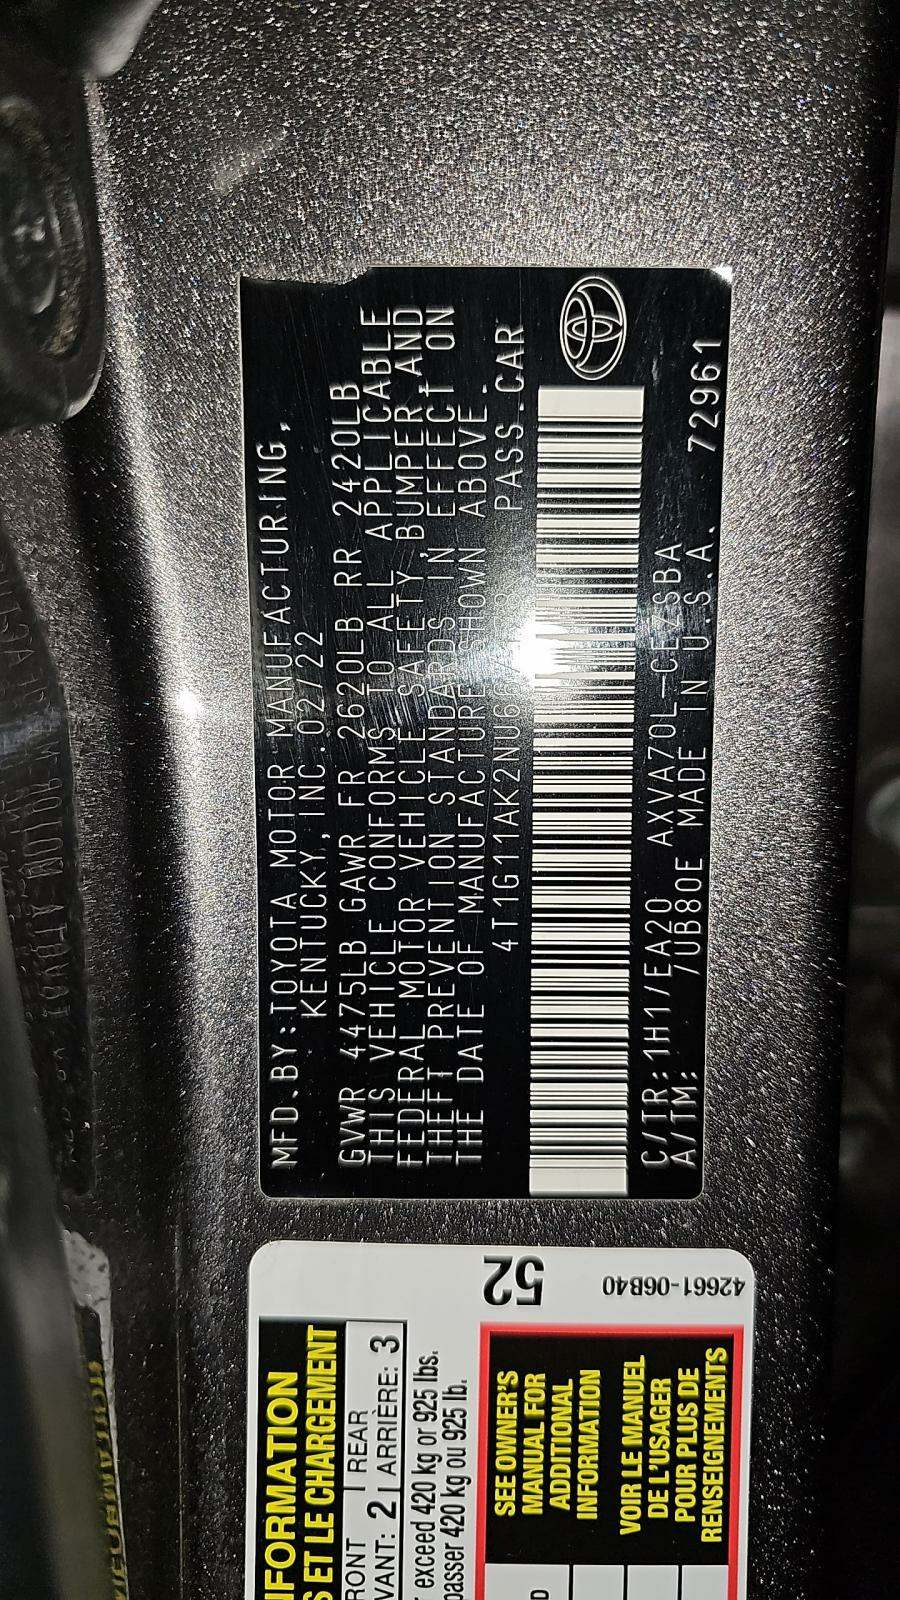 MFD.BY:TOYOTA MOTOR MANUFACTURING,
KENTUCKY, INC. 02/22
GVWR 4475LB GAWR FR 2620LB RR 2420LB
THIS VEHICLE CONFORMS TO ALL APPLICABLE
FEDERAL MOTOR VEHICLE SAFETY, BUMPER, AND
THEFT PREVENTION STANDARDS IN EFFECT ON
THE DATE OF MANUFACTURE SHOWN ABOVE.
PASS.CAR
C/TR: 1H1/EA20 AXVA70L-CEZSBA
A/TM: /UB80E MADE IN U.S.A. 72961
52
42661-06B40
ET LE CHARGEMENT
REAR
2 ARRIÈRE: 3
exceed 420 kg or 925 lbs.
420 kg ou 925 lb.
SEE OWNER'S
MANUAL FOR
ADDITIONAL
INFORMATION
VOIR LE MANUEL
DE L'USAGER
POUR PLUS DE
RENSEIGNEMENTS